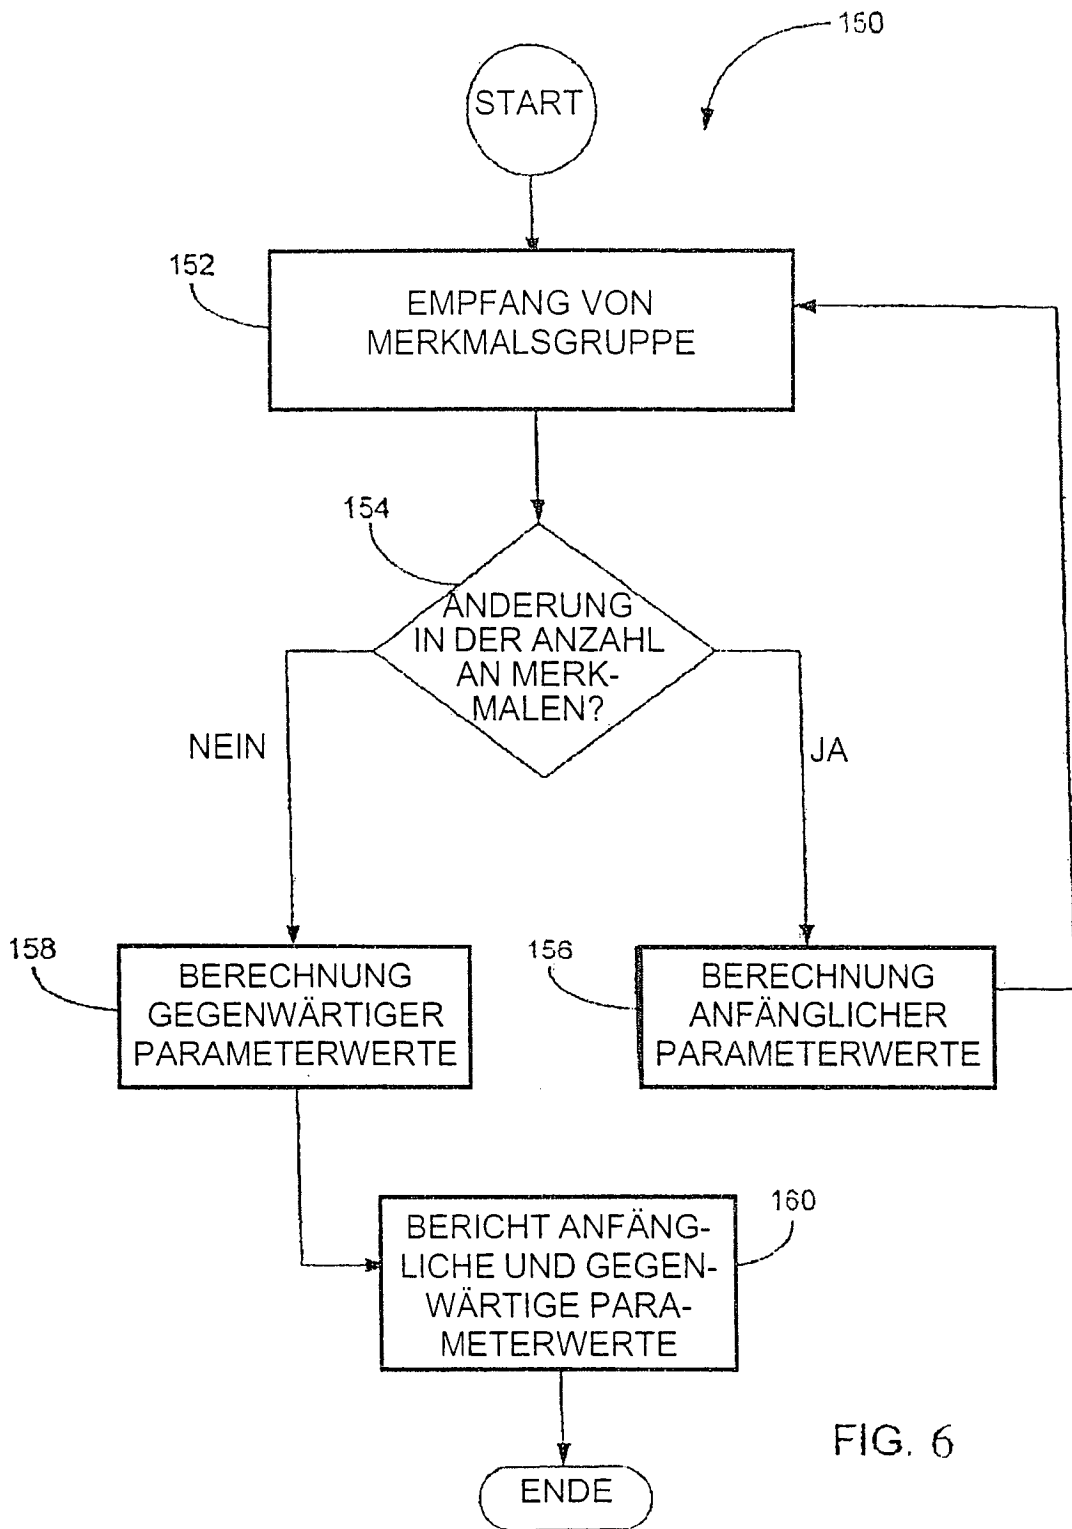 150
START
152
EMPFANG VON
MERKMALSGRUPPE
154
ÄNDERUNG
IN DER ANZAHL
AN MERK-
MALEN?
NEIN
JA
158
BERECHNUNG
GEGENWÄRTIGER
PARAMETERWERTE
156
BERECHNUNG
ANFÄNGLICHER
PARAMETERWERTE
160
BERICHT ANFÄNG-
LICHE UND GEGEN-
WÄRTIGE PARA-
METERWERTE
ENDE
FIG. 6